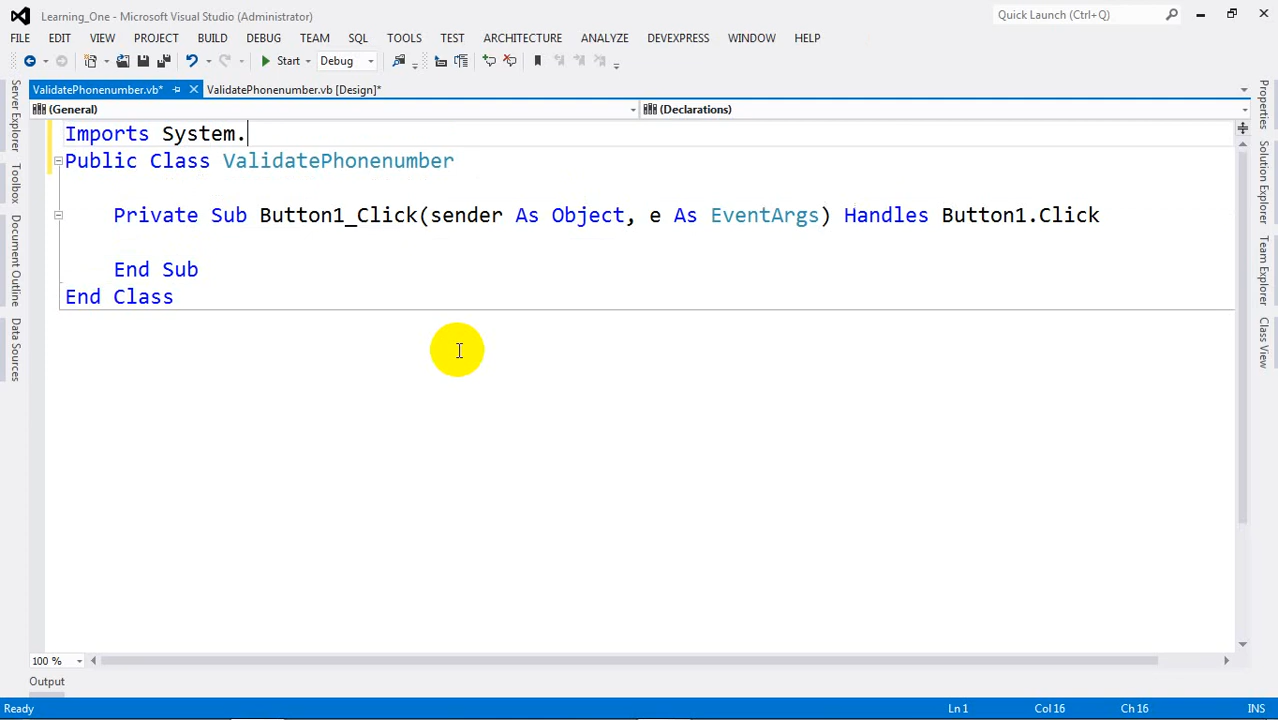 Learning_One - Microsoft Visual Studio (Administrator)
Quick Launch (Ctrl+Q)
FILE EDIT VIEW PROJECT BUILD DEBUG TEAM SQL TOOLS TEST ARCHITECTURE ANALYZE DEVEXPRESS WINDOW HELP
Start Debug
ValidatePhonenumber.vb* ValidatePhonenumber.vb [Design]*
(General) (Declarations)
Imports System.
Public Class ValidatePhonenumber
Private Sub Button1_Click(sender As Object, e As EventArgs) Handles Button1.Click
End Sub
End Class
Server Explorer
Toolbox
Document Outline
Data Sources
Properties
Solution Explorer
Team Explorer
Class View
100 %
Output
Ready Ln 1 Col 16 Ch 16 INS